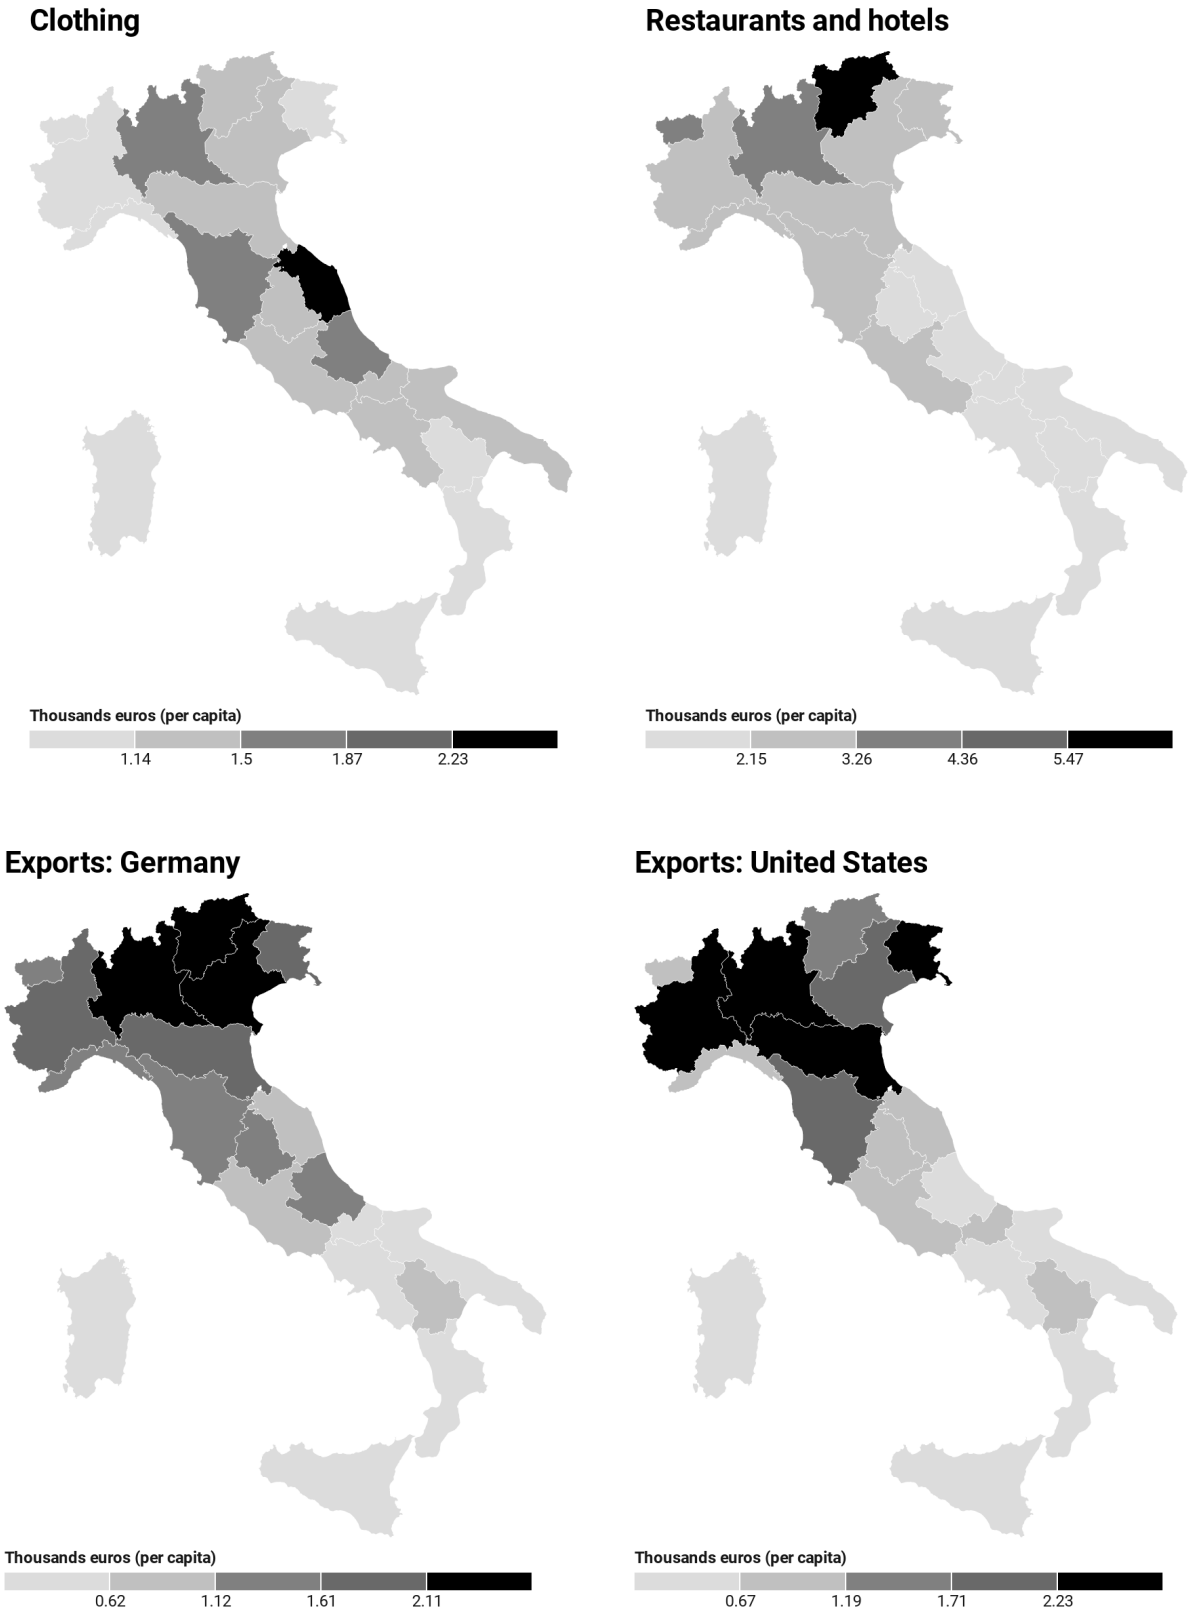 Clothing
Restaurants and hotels
Thousands euros (per capita)
1.14 1.5 1.87 2.23
Thousands euros (per capita)
2.15 3.26 4.36 5.47
Exports: Germany
Exports: United States
Thousands euros (per capita)
0.62 1.12 1.61 2.11
Thousands euros (per capita)
0.67 1.19 1.71 2.23